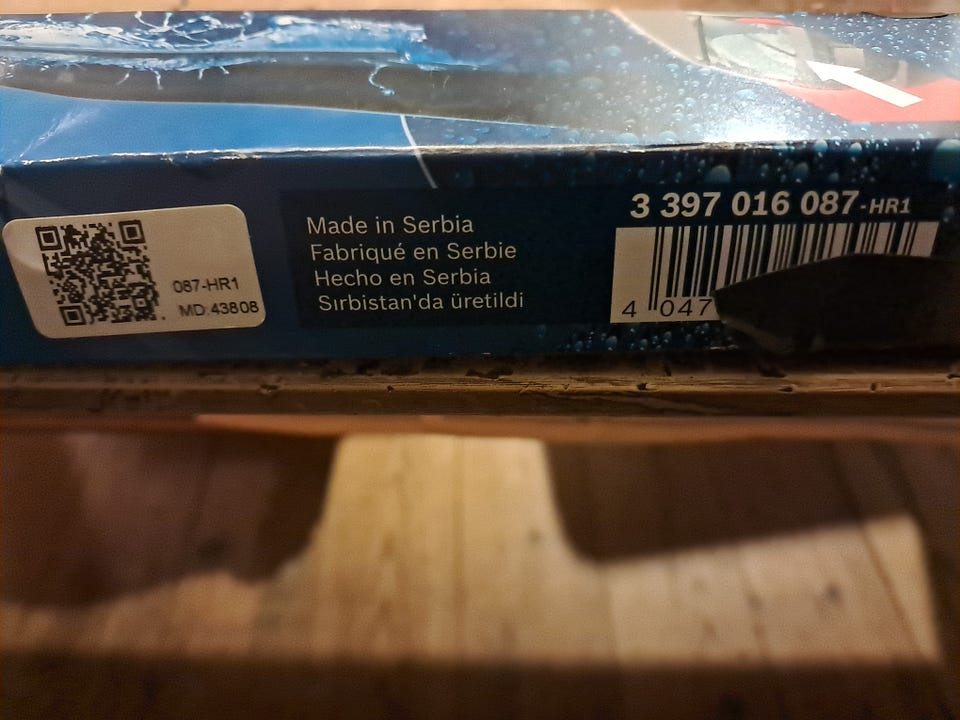 087-HR1
MD:43808
Made in Serbia
Fabriqué en Serbie
Hecho en Serbia
Sırbistan'da üretildi
3 397 016 087-HR1
4 047